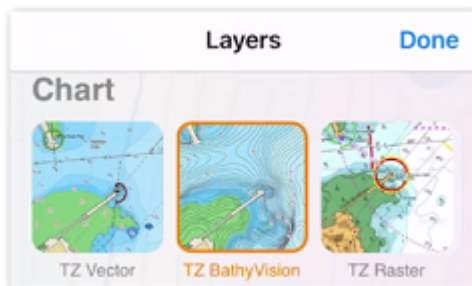 Layers
Done
Chart
TZ Vector
TZ BathyVision
TZ Raster